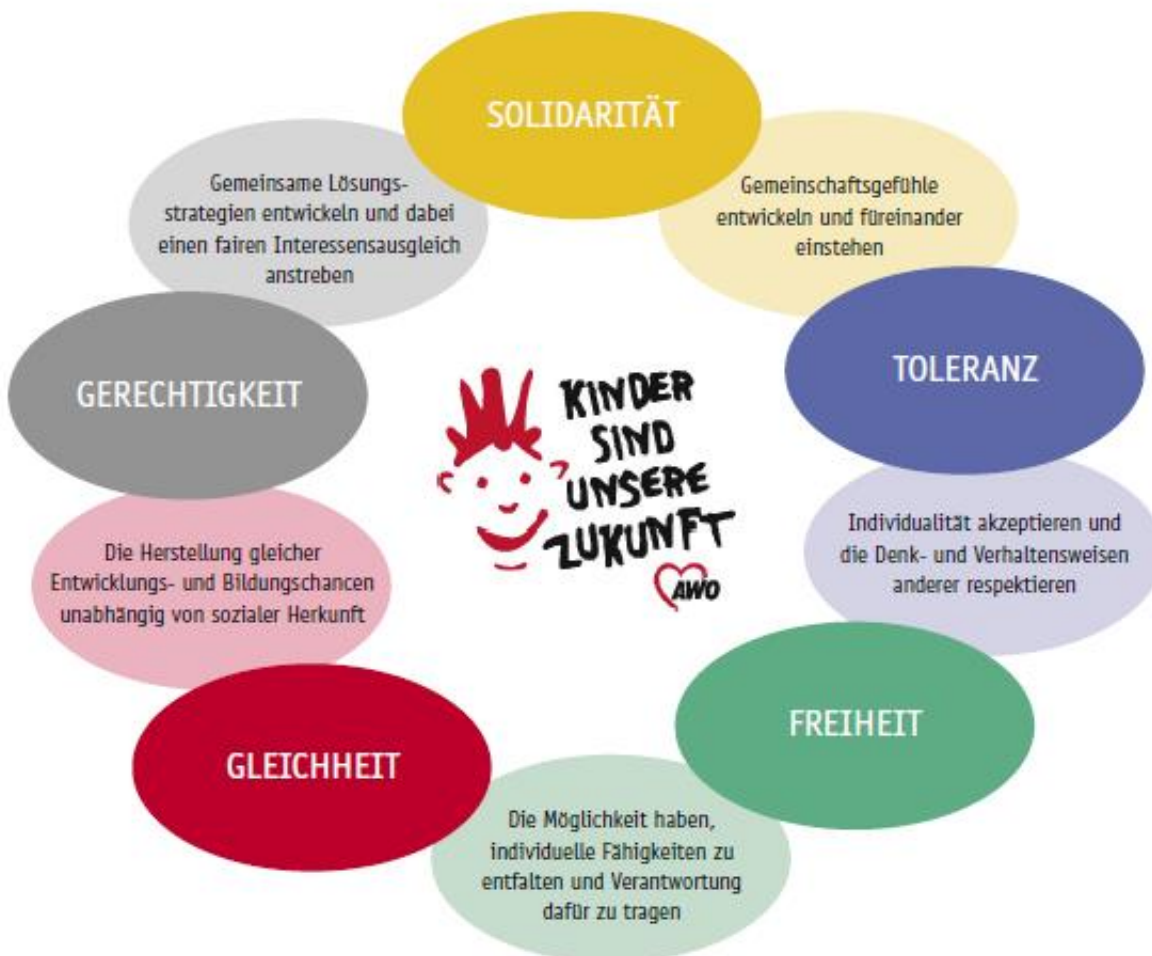 SOLIDARITÄT
Gemeinschaftsgefühle
entwickeln und füreinander
einstehen
TOLERANZ
Individualität akzeptieren und
die Denk- und Verhaltensweisen
anderer respektieren
FREIHEIT
Die Möglichkeit haben,
individuelle Fähigkeiten zu
entfalten und Verantwortung
dafür zu tragen
GLEICHHEIT
Die Herstellung gleicher
Entwicklungs- und Bildungschancen
unabhängig von sozialer Herkunft
GERECHTIGKEIT
Gemeinsame Lösungs-
strategien entwickeln und dabei
einen fairen Interessensausgleich
anstreben
KINDER
SIND
UNSERE
ZUKUNFT
AWO